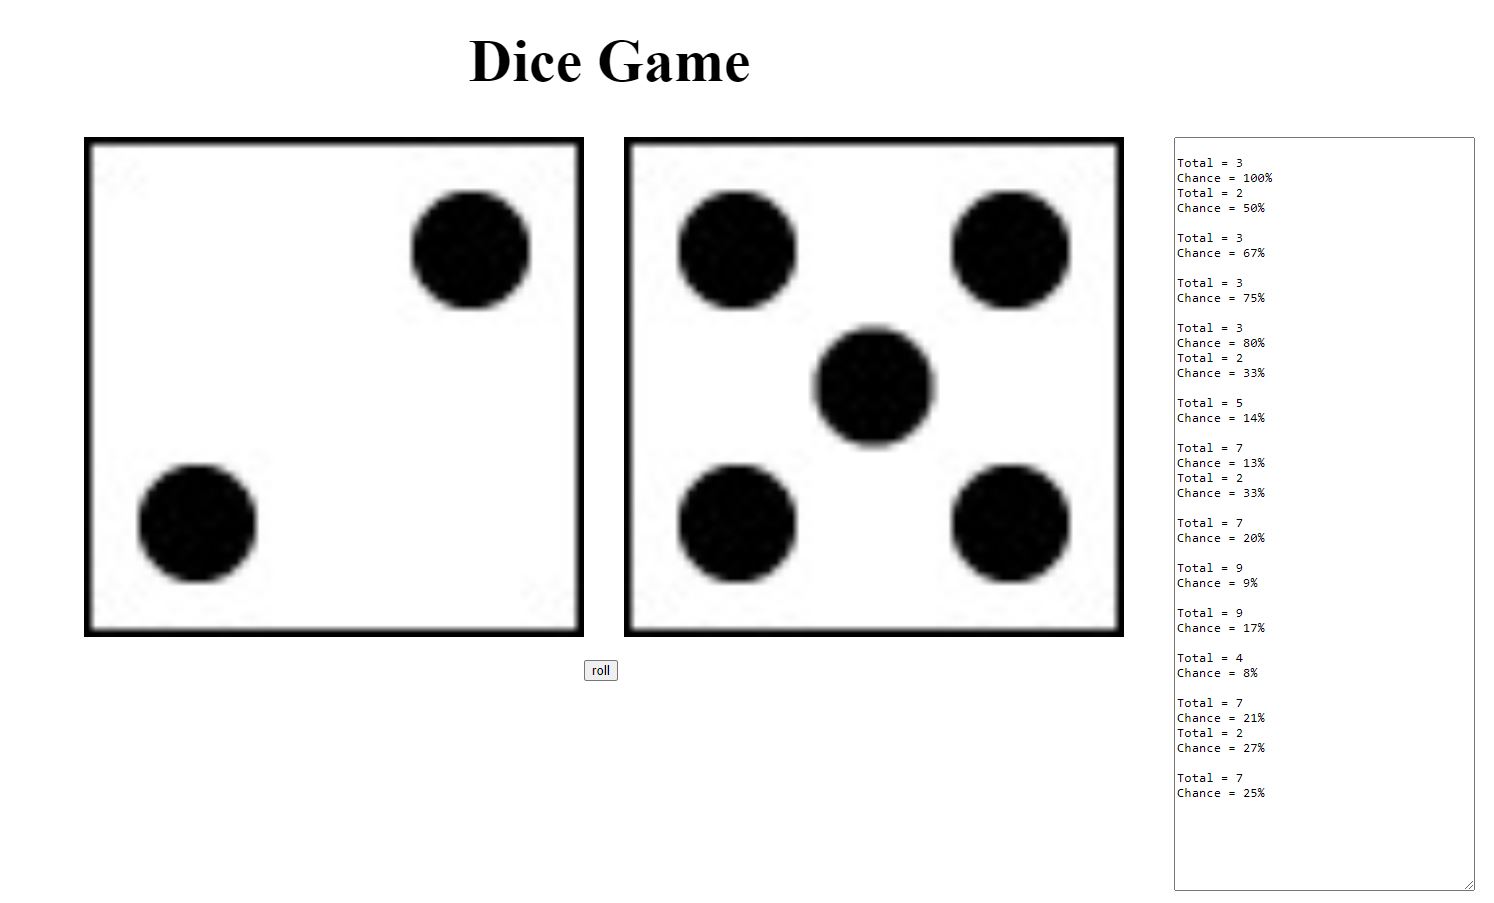 Dice Game
Total = 3
Chance = 100%
Total = 2
Chance = 50%
Total = 3
Chance = 67%
Total = 3
Chance = 75%
Total = 3
Chance = 80%
Total = 2
Chance = 33%
Total = 5
Chance = 14%
Total = 7
Chance = 13%
Total = 2
Chance = 33%
Total = 7
Chance = 20%
Total = 9
Chance = 9%
Total = 9
Chance = 17%
Total = 4
Chance = 8%
Total = 7
Chance = 21%
Total = 2
Chance = 27%
Total = 7
Chance = 25%
roll